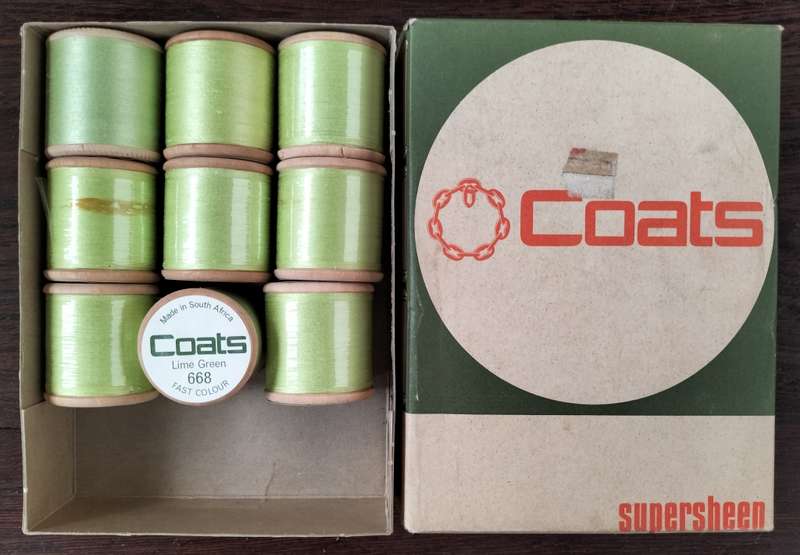 Made in South Africa
Coats
Lime Green
668
FAST COLOUR
Coats
supersheen